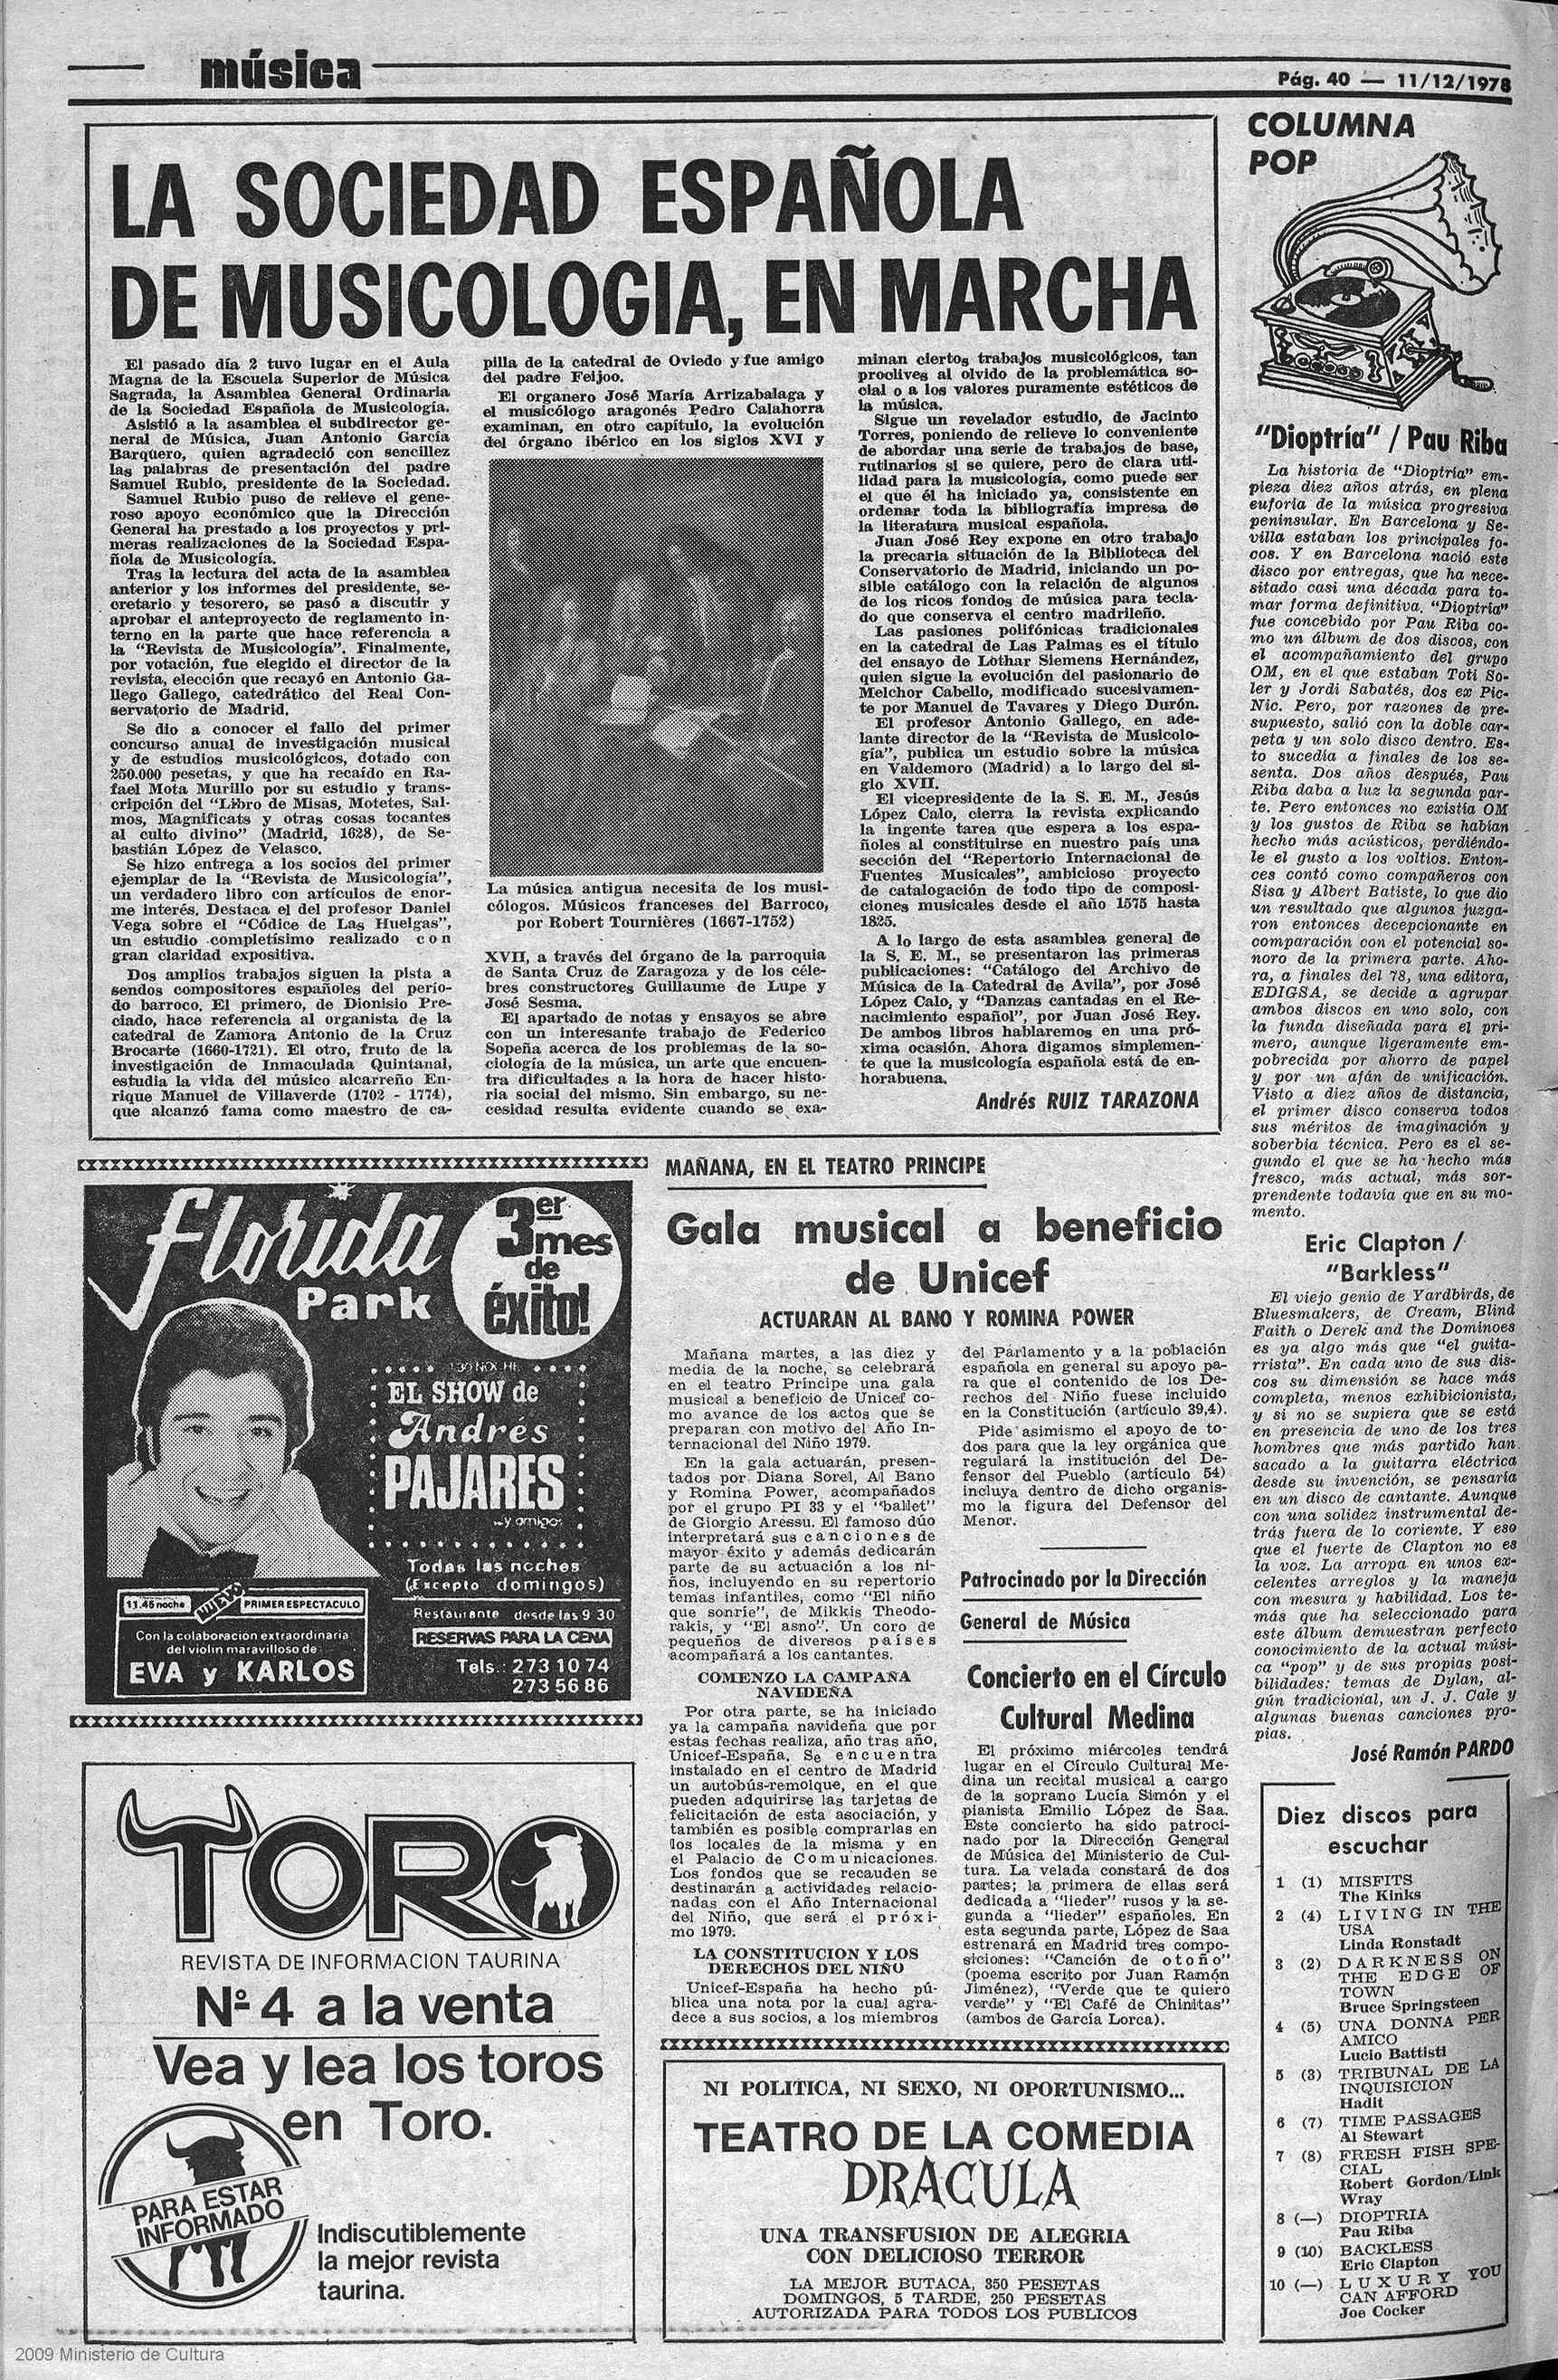 música
Pág. 40 — 11/12/1978
LA SOCIEDAD ESPAÑOLA
DE MUSICOLOGIA, EN MARCHA
El pasado día 2 tuvo lugar en el Aula
Magna de la Escuela Superior de Música
Sagrada, la Asamblea General Ordinaria
de la Sociedad Española de Musicología.
Asistió a la asamblea el subdirector ge-
neral de Música, Juan Antonio García
Barquero, quien agradeció con sencillez
las palabras de presentación del padre
Samuel Rubio, presidente de la Sociedad.
Samuel Rubio puso de relieve el gene-
roso apoyo económico que la Dirección
General ha prestado a los proyectos y pri-
meras realizaciones de la Sociedad Espa-
ñola de Musicología.
Tras la lectura del acta de la asamblea
anterior y los informes del presidente, se-
cretario y tesorero, se pasó a discutir y
aprobar el anteproyecto de reglamento in-
terno en la parte que hace referencia a
la "Revista de Musicología". Finalmente,
por votación, fue elegido el director de la
revista, elección que recayó en Antonio Ga-
llego Gallego, catedrático del Real Con-
servatorio de Madrid.
Se dio a conocer el fallo del primer
concurso anual de investigación musical
y de estudios musicológicos, dotado con
250.000 pesetas, y que ha recaído en Ra-
fael Mota Murillo por su estudio y trans-
cripción del "Libro de Misas, Motetes, Sal-
mos, Magnificats y otras cosas tocantes
al culto divino" (Madrid, 1628), de Se-
bastián López de Velasco.
Se hizo entrega a los socios del primer
ejemplar de la "Revista de Musicología",
un verdadero libro con artículos de enor-
me interés. Destaca el del profesor Daniel
Vega sobre el "Códice de Las Huelgas",
un estudio completísimo realizado con
gran claridad expositiva.
Dos amplios trabajos siguen la pista a
sendos compositores españoles del perío-
do barroco. El primero, de Dionisio Pre-
ciado, hace referencia al organista de la
catedral de Zamora Antonio de la Cruz
Brocarte (1660-1721). El otro, fruto de la
investigación de Inmaculada Quintanal,
estudia la vida del músico alcarreño En-
rique Manuel de Villaverde (1702 - 1774),
que alcanzó fama como maestro de ca-
pilla de la catedral de Oviedo y fue amigo
del padre Feijoo.
El organero José María Arrizabalaga y
el musicólogo aragonés Pedro Calahorra
examinan, en otro capítulo, la evolución
del órgano ibérico en los siglos XVI y
La música antigua necesita de los musi-
cólogos. Músicos franceses del Barroco,
por Robert Tournières (1667-1752)
XVII, a través del órgano de la parroquia
de Santa Cruz de Zaragoza y de los céle-
bres constructores Guillaume de Lupe y
José Sesma.
El apartado de notas y ensayos se abre
con un interesante trabajo de Federico
Sopeña acerca de los problemas de la so-
ciología de la música, un arte que encuen-
tra dificultades a la hora de hacer histo-
ria social del mismo. Sin embargo, su ne-
cesidad resulta evidente cuando se exa-
minan ciertos trabajos musicológicos, tan
proclives al olvido de la problemática so-
cial o a los valores puramente estéticos de
la música.
Sigue un revelador estudio, de Jacinto
Torres, poniendo de relieve lo conveniente
de abordar una serie de trabajos de base,
rutinarios si se quiere, pero de clara uti-
lidad para la musicología, como puede ser
el que él ha iniciado ya, consistente en
ordenar toda la bibliografía impresa de
la literatura musical española.
Juan José Rey expone en otro trabajo
la precaria situación de la Biblioteca del
Conservatorio de Madrid, iniciando un po-
sible catálogo con la relación de algunos
de los ricos fondos de música para tecla-
do que conserva el centro madrileño.
Las pasiones polifónicas tradicionales
en la catedral de Las Palmas es el título
del ensayo de Lothar Siemens Hernández,
quien sigue la evolución del pasionario de
Melchor Cabello, modificado sucesivamen-
te por Manuel de Tavares y Diego Durón.
El profesor Antonio Gallego, en ade-
lante director de la "Revista de Musicolo-
gía", publica un estudio sobre la música
en Valdemoro (Madrid) a lo largo del si-
glo XVII.
El vicepresidente de la S. E. M., Jesús
López Calo, cierra la revista explicando
la ingente tarea que espera a los espa-
ñoles al constituirse en nuestro país una
sección del "Repertorio Internacional de
Fuentes Musicales", ambicioso proyecto
de catalogación de todo tipo de composi-
ciones musicales desde el año 1575 hasta
1825.
A lo largo de esta asamblea general de
la S. E. M., se presentaron las primeras
publicaciones: "Catálogo del Archivo de
Música de la Catedral de Avila", por José
López Calo, y "Danzas cantadas en el Re-
nacimiento español", por Juan José Rey.
De ambos libros hablaremos en una pró-
xima ocasión. Ahora digamos simplemen-
te que la musicología española está de en-
horabuena.
Andrés RUIZ TARAZONA
COLUMNA
POP
"Dioptría" / Pau Riba
La historia de "Dioptría" em-
pieza diez años atrás, en plena
euforia de la música progresiva
peninsular. En Barcelona y Se-
villa estaban los principales fo-
cos. Y en Barcelona nació este
disco por entregas, que ha nece-
sitado casi una década para to-
mar forma definitiva. "Dioptría"
fue concebido por Pau Riba co-
mo un álbum de dos discos, con
el acompañamiento del grupo
OM, en el que estaban Toti So-
ler y Jordi Sabatés, dos ex Pic-
Nic. Pero, por razones de pre-
supuesto, salió con la doble car-
peta y un solo disco dentro. Es-
to sucedía a finales de los se-
senta. Dos años después, Pau
Riba daba a luz la segunda par-
te. Pero entonces no existía OM
y los gustos de Riba se habían
hecho más acústicos, perdiéndo-
le el gusto a los voltios. Enton-
ces contó como compañeros con
Sisa y Albert Batiste, lo que dio
un resultado que algunos juzga-
ron entonces decepcionante en
comparación con el potencial so-
noro de la primera parte. Aho-
ra, a finales del 78, una editora,
EDIGSA, se decide a agrupar
ambos discos en uno solo, con
la funda diseñada para el pri-
mero, aunque ligeramente em-
pobrecida por ahorro de papel
y por un afán de unificación.
Visto a diez años de distancia,
el primer disco conserva todos
sus méritos de imaginación y
soberbia técnica. Pero es el se-
gundo el que se ha hecho más
fresco, más actual, más sor-
prendente todavía que en su mo-
mento.
Eric Clapton /
"Barkless"
El viejo genio de Yardbirds, de
Bluesmakers, de Cream, Blind
Faith o Derek and the Dominoes
es ya algo más que "el guita-
rrista". En cada uno de sus dis-
cos su dimensión se hace más
completa, menos exhibicionista,
y si no se supiera que se está
en presencia de uno de los tres
hombres que más partido han
sacado a la guitarra eléctrica
desde su invención, se pensaría
en un disco de cantante. Aunque
con una solidez instrumental de-
trás fuera de lo coriente. Y eso
que el fuerte de Clapton no es
la voz. La arropa en unos ex-
celentes arreglos y la maneja
con mesura y habilidad. Los te-
más que ha seleccionado para
este álbum demuestran perfecto
conocimiento de la actual músi-
ca "pop" y de sus propias posi-
bilidades: temas de Dylan, al-
gún tradicional, un J. J. Cale y
algunas buenas canciones pro-
pias.
José Ramón PARDO
Diez discos para
escuchar
1 (1) MISFITS
The Kinks
2 (4) LIVING IN THE
USA
Linda Ronstadt
3 (2) DARKNESS ON
THE EDGE OF
TOWN
Bruce Springsteen
4 (5) UNA DONNA PER
AMICO
Lucio Battisti
5 (3) TRIBUNAL DE LA
INQUISICION
Hadit
6 (7) TIME PASSAGES
Al Stewart
7 (8) FRESH FISH SPE-
CIAL
Robert Gordon/Link
Wray
8 (—) DIOPTRIA
Pau Riba
9 (10) BACKLESS
Eric Clapton
10 (—) LUXURY YOU
CAN AFFORD
Joe Cocker
florida
Park
3er
mes
de
éxito!
1,30 NOCHE
EL SHOW de
Andrés
PAJARES
...y amigos
Todas las noches
(Excepto domingos)
Restaurante desde las 9 30
RESERVAS PARA LA CENA
Tels.: 273 10 74
273 56 86
11.45 noche NUEVO PRIMER ESPECTACULO
Con la colaboración extraordinaria
del violin maravilloso de
EVA y KARLOS
TORO
REVISTA DE INFORMACION TAURINA
Nº 4 a la venta
Vea y lea los toros
en Toro.
PARA ESTAR
INFORMADO
Indiscutiblemente
la mejor revista
taurina.
MAÑANA, EN EL TEATRO PRINCIPE
Gala musical a beneficio
de Unicef
ACTUARAN AL BANO Y ROMINA POWER
Mañana martes, a las diez y
media de la noche, se celebrará
en el teatro Príncipe una gala
musical a beneficio de Unicef co-
mo avance de los actos que se
preparan con motivo del Año In-
ternacional del Niño 1979.
En la gala actuarán, presen-
tados por Diana Sorel, Al Bano
y Romina Power, acompañados
por el grupo PI 33 y el "ballet"
de Giorgio Aressu. El famoso dúo
interpretará sus canciones de
mayor éxito y además dedicarán
parte de su actuación a los ni-
ños, incluyendo en su repertorio
temas infantiles, como "El niño
que sonríe", de Mikkis Theodo-
rakis, y "El asno". Un coro de
pequeños de diversos países
acompañará a los cantantes.
COMENZO LA CAMPAÑA
NAVIDEÑA
Por otra parte, se ha iniciado
ya la campaña navideña que por
estas fechas realiza, año tras año,
Unicef-España. Se encuentra
instalado en el centro de Madrid
un autobús-remolque, en el que
pueden adquirirse las tarjetas de
felicitación de esta asociación, y
también es posible comprarlas en
los locales de la misma y en
el Palacio de Comunicaciones.
Los fondos que se recauden se
destinarán a actividades relacio-
nadas con el Año Internacional
del Niño, que será el próxi-
mo 1979.
LA CONSTITUCION Y LOS
DERECHOS DEL NIÑO
Unicef-España ha hecho pú-
blica una nota por la cual agra-
dece a sus socios, a los miembros
del Parlamento y a la población
española en general su apoyo pa-
ra que el contenido de los De-
rechos del Niño fuese incluido
en la Constitución (artículo 39,4).
Pide asimismo el apoyo de to-
dos para que la ley orgánica que
regulará la institución del De-
fensor del Pueblo (artículo 54)
incluya dentro de dicho organis-
mo la figura del Defensor del
Menor.
Patrocinado por la Dirección
General de Música
Concierto en el Círculo
Cultural Medina
El próximo miércoles tendrá
lugar en el Círculo Cultural Me-
dina un recital musical a cargo
de la soprano Lucía Simón y el
pianista Emilio López de Saa.
Este concierto ha sido patroci-
nado por la Dirección General
de Música del Ministerio de Cul-
tura. La velada constará de dos
partes; la primera de ellas será
dedicada a "lieder" rusos y la se-
gunda a "lieder" españoles. En
esta segunda parte, López de Saa
estrenará en Madrid tres compo-
siciones: "Canción de otoño"
(poema escrito por Juan Ramón
Jiménez), "Verde que te quiero
verde" y "El Café de Chinitas"
(ambos de García Lorca).
NI POLITICA, NI SEXO, NI OPORTUNISMO...
TEATRO DE LA COMEDIA
DRACULA
UNA TRANSFUSION DE ALEGRIA
CON DELICIOSO TERROR
LA MEJOR BUTACA, 350 PESETAS
DOMINGOS, 5 TARDE, 250 PESETAS
AUTORIZADA PARA TODOS LOS PUBLICOS
2009 Ministerio de Cultura